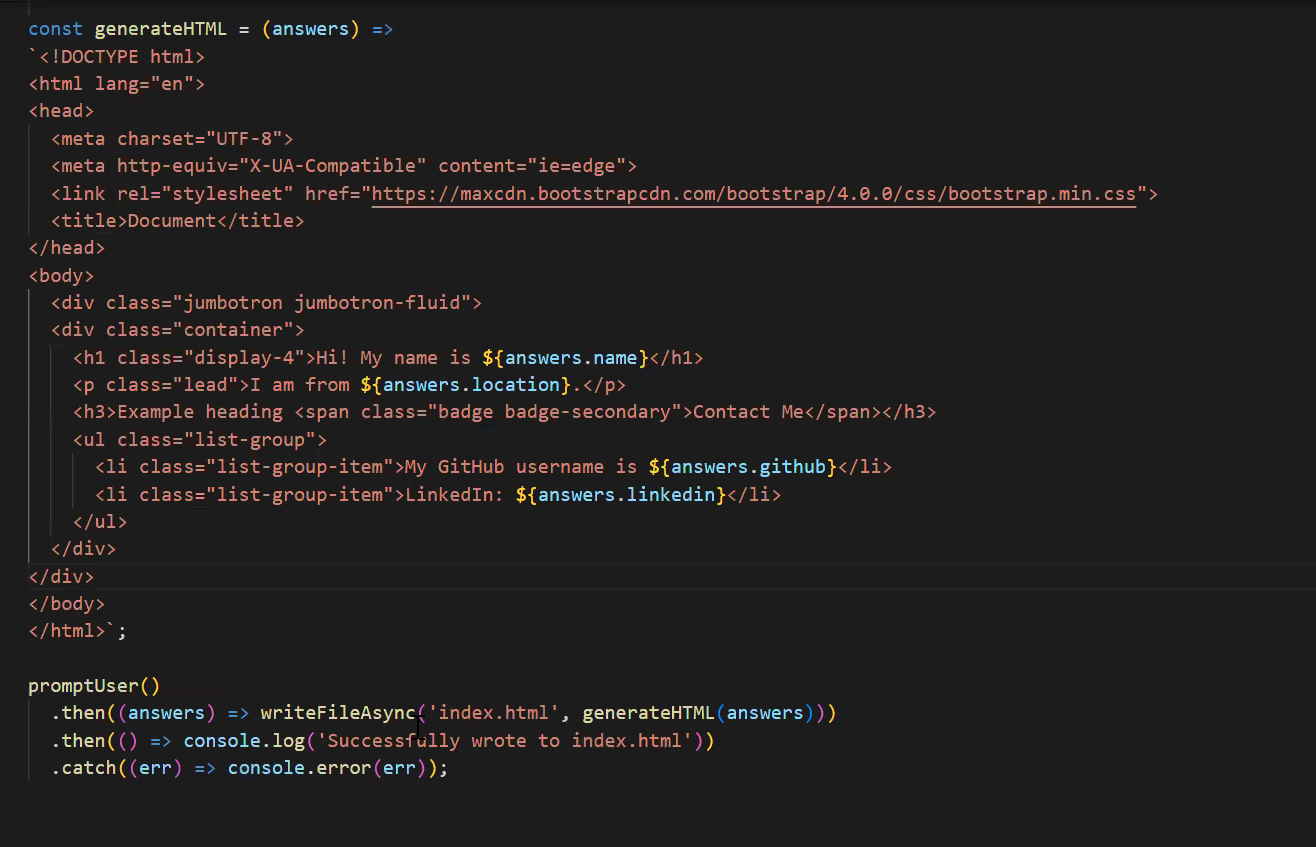 const generateHTML = (answers) =>
`<!DOCTYPE html>
<html lang="en">
<head>
  <meta charset="UTF-8">
  <meta http-equiv="X-UA-Compatible" content="ie=edge">
  <link rel="stylesheet" href="https://maxcdn.bootstrapcdn.com/bootstrap/4.0.0/css/bootstrap.min.css">
  <title>Document</title>
</head>
<body>
  <div class="jumbotron jumbotron-fluid">
  <div class="container">
    <h1 class="display-4">Hi! My name is ${answers.name}</h1>
    <p class="lead">I am from ${answers.location}.</p>
    <h3>Example heading <span class="badge badge-secondary">Contact Me</span></h3>
    <ul class="list-group">
      <li class="list-group-item">My GitHub username is ${answers.github}</li>
      <li class="list-group-item">LinkedIn: ${answers.linkedin}</li>
    </ul>
  </div>
</div>
</body>
</html>`;

promptUser()
  .then((answers) => writeFileAsync('index.html', generateHTML(answers)))
  .then(() => console.log('Successfully wrote to index.html'))
  .catch((err) => console.error(err));